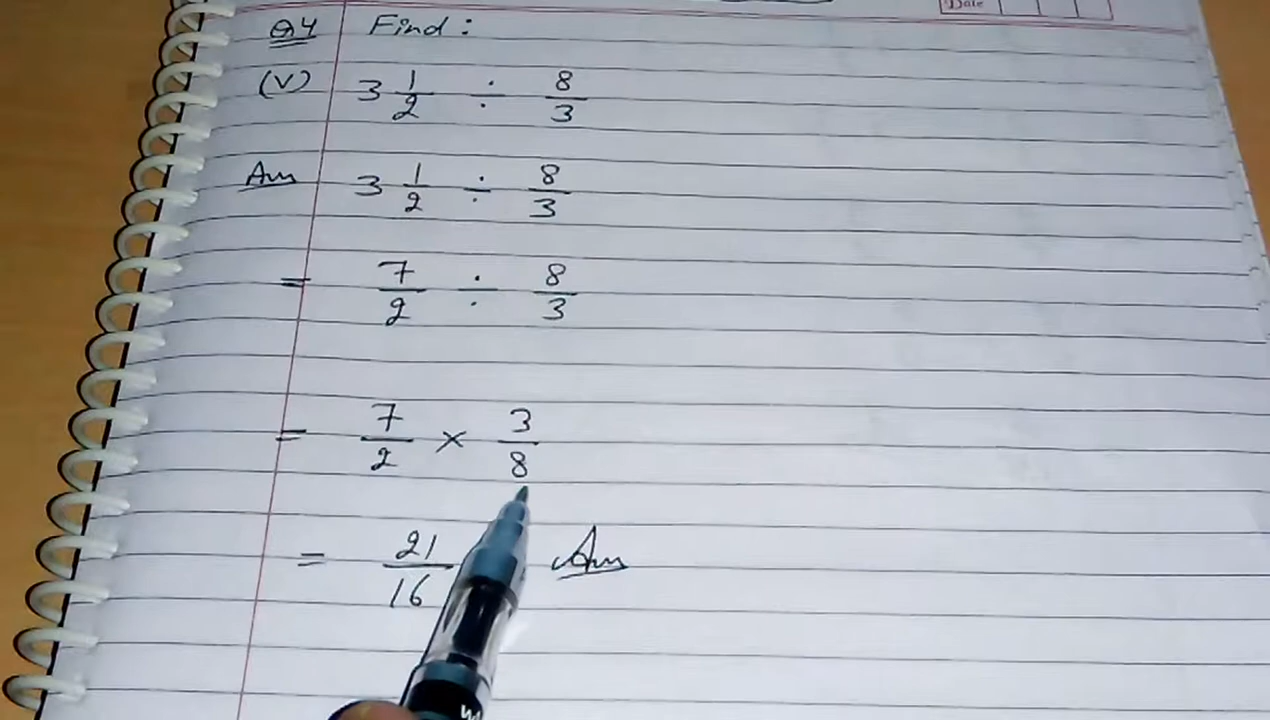 Date
Q4 Find:
(V) 3 1/2 ÷ 8/3
Ans 3 1/2 ÷ 8/3
= 7/2 ÷ 8/3
= 7/2 × 3/8
= 21/16 Ans